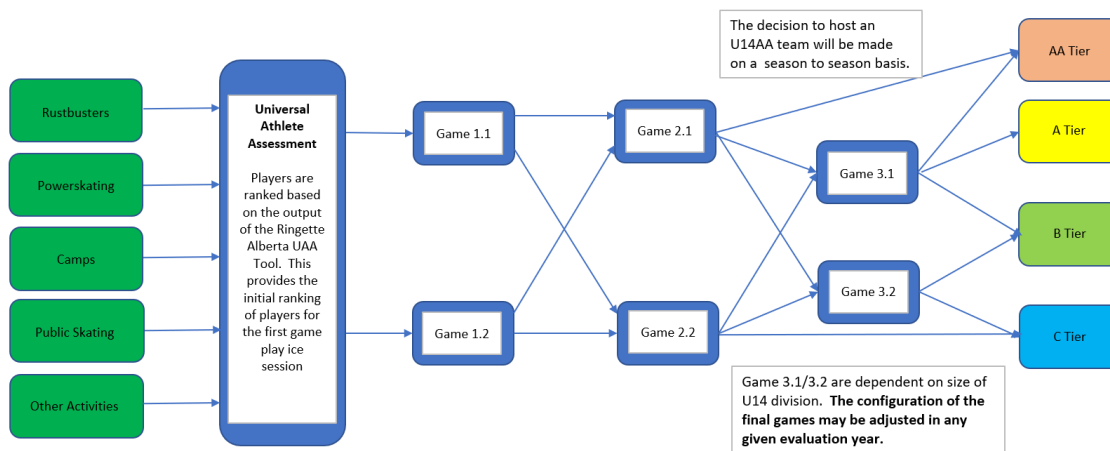 Rustbusters
Powerskating
Camps
Public Skating
Other Activities
Universal
Athlete
Assessment
Players are
ranked based
on the output
of the Ringette
Alberta UAA
Tool. This
provides the
initial ranking
of players for
the first game
play ice
session
Game 1.1
Game 1.2
Game 2.1
Game 2.2
The decision to host an
U14AA team will be made
on a season to season basis.
Game 3.1
Game 3.2
Game 3.1/3.2 are dependent on size of
U14 division. The configuration of the
final games may be adjusted in any
given evaluation year.
AA Tier
A Tier
B Tier
C Tier